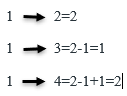 1 → 2=2
1 → 3=2-1=1
1 → 4=2-1+1=2